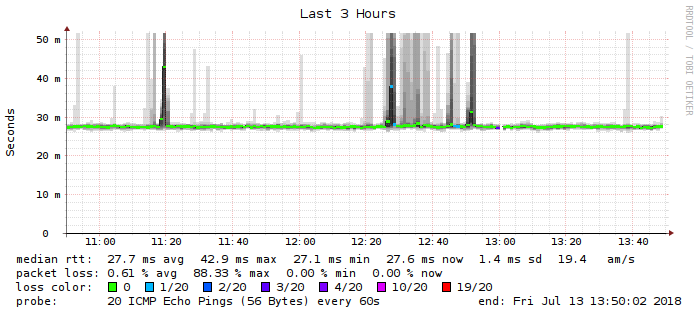 Last 3 Hours
RRDTOOL / TOBI OETIKER
Seconds
50 m
40 m
30 m
20 m
10 m
0
11:00 11:20 11:40 12:00 12:20 12:40 13:00 13:20 13:40
median rtt: 27.7 ms avg 42.9 ms max 27.1 ms min 27.6 ms now 1.4 ms sd 19.4 am/s
packet loss: 0.61 % avg 88.33 % max 0.00 % min 0.00 % now
loss color: 0 1/20 2/20 3/20 4/20 10/20 19/20
probe: 20 ICMP Echo Pings (56 Bytes) every 60s end: Fri Jul 13 13:50:02 2018